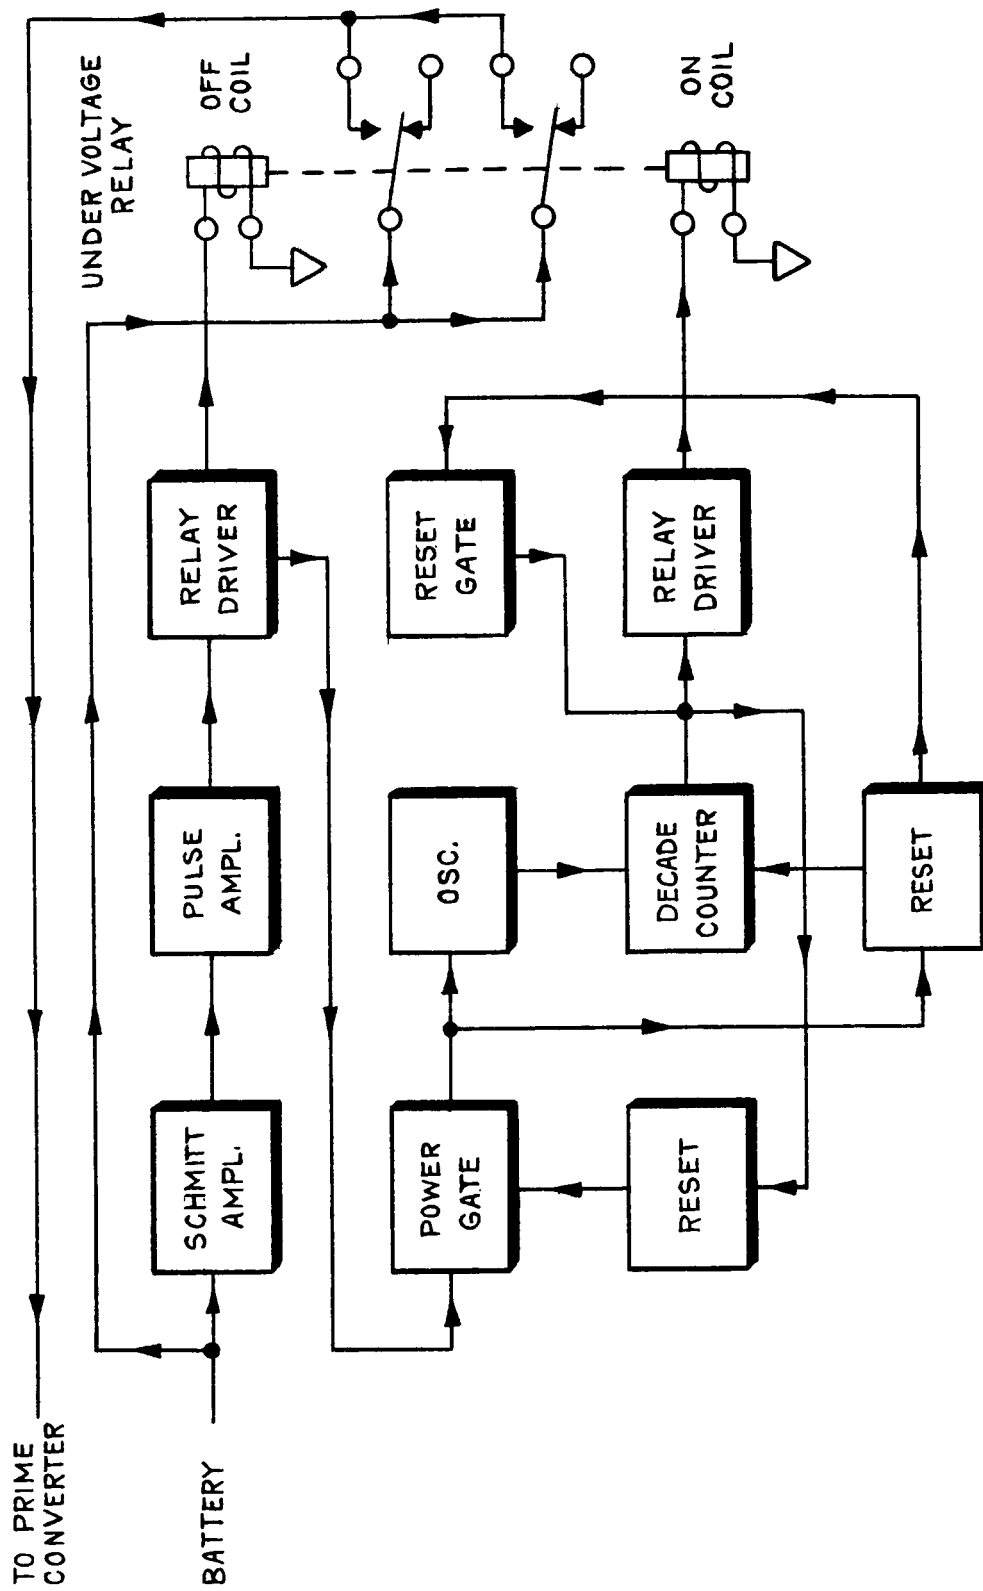 TO PRIME
CONVERTER
BATTERY
SCHMITT
AMPL.
PULSE
AMPL.
RELAY
DRIVER
UNDER VOLTAGE
RELAY
OFF
COIL
POWER
GATE
OSC.
RESET
GATE
RESET
DECADE
COUNTER
RELAY
DRIVER
ON
COIL
RESET